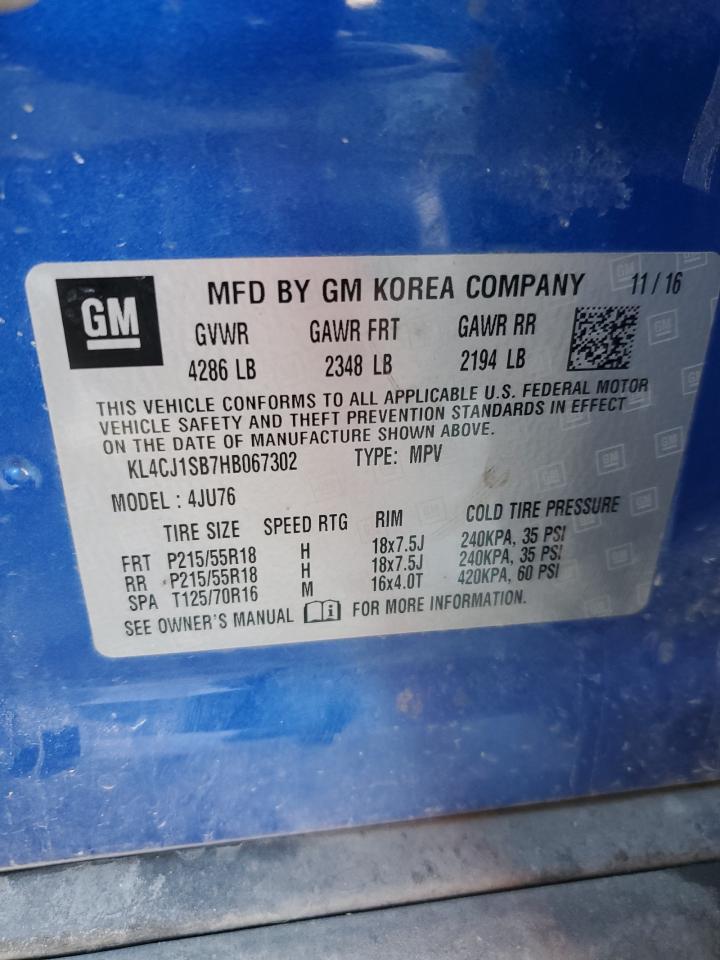 GM
MFD BY GM KOREA COMPANY 11 / 16
GVWR GAWR FRT GAWR RR
4286 LB 2348 LB 2194 LB
THIS VEHICLE CONFORMS TO ALL APPLICABLE U.S. FEDERAL MOTOR
VEHICLE SAFETY AND THEFT PREVENTION STANDARDS IN EFFECT
ON THE DATE OF MANUFACTURE SHOWN ABOVE.
KL4CJ1SB7HB067302 TYPE: MPV
MODEL : 4JU76
TIRE SIZE SPEED RTG RIM COLD TIRE PRESSURE
FRT P215/55R18 H 18x7.5J 240KPA, 35 PSI
RR P215/55R18 H 18x7.5J 240KPA, 35 PSI
SPA T125/70R16 M 16x4.0T 420KPA, 60 PSI
SEE OWNER'S MANUAL i FOR MORE INFORMATION.